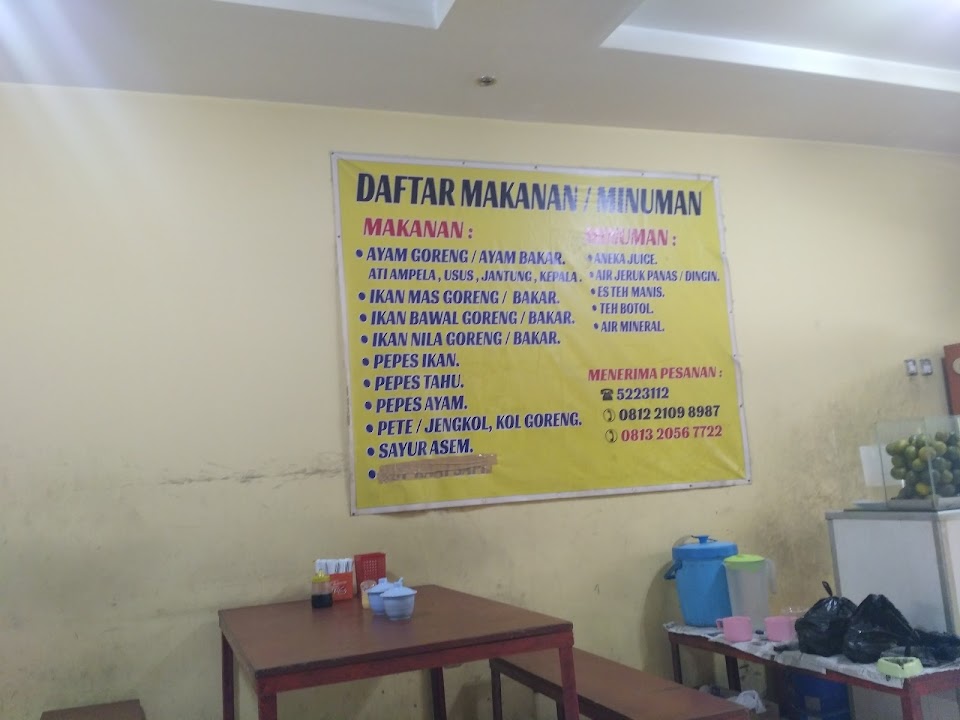 DAFTAR MAKANAN / MINUMAN
MAKANAN :
• AYAM GORENG / AYAM BAKAR.
ATI AMPELA , USUS , JANTUNG , KEPALA .
• IKAN MAS GORENG / BAKAR.
• IKAN BAWAL GORENG / BAKAR.
• IKAN NILA GORENG / BAKAR.
• PEPES IKAN.
• PEPES TAHU.
• PEPES AYAM.
• PETE / JENGKOL, KOL GORENG.
• SAYUR ASEM.
MINUMAN :
• ANEKA JUICE.
• AIR JERUK PANAS / DINGIN.
• ES TEH MANIS.
• TEH BOTOL.
• AIR MINERAL.
MENERIMA PESANAN :
☎ 5223112
✆ 0812 2109 8987
✆ 0813 2056 7722